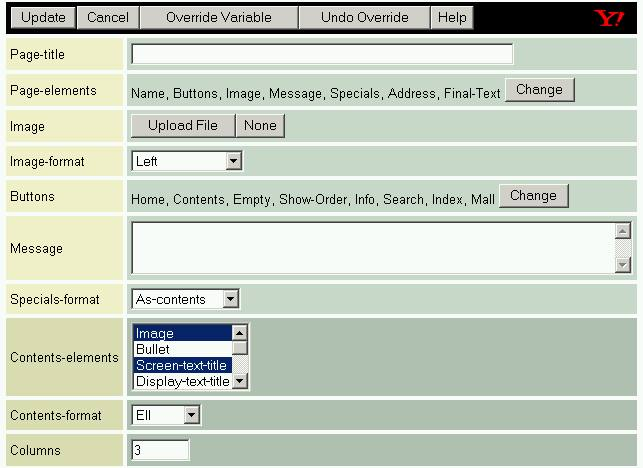 Update Cancel Override Variable Undo Override Help Y!
Page-title
Page-elements Name, Buttons, Image, Message, Specials, Address, Final-Text Change
Image Upload File None
Image-format Left
Buttons Home, Contents, Empty, Show-Order, Info, Search, Index, Mall Change
Message
Specials-format As-contents
Contents-elements Image
Bullet
Screen-text-title
Display-text-title
Contents-format Ell
Columns 3